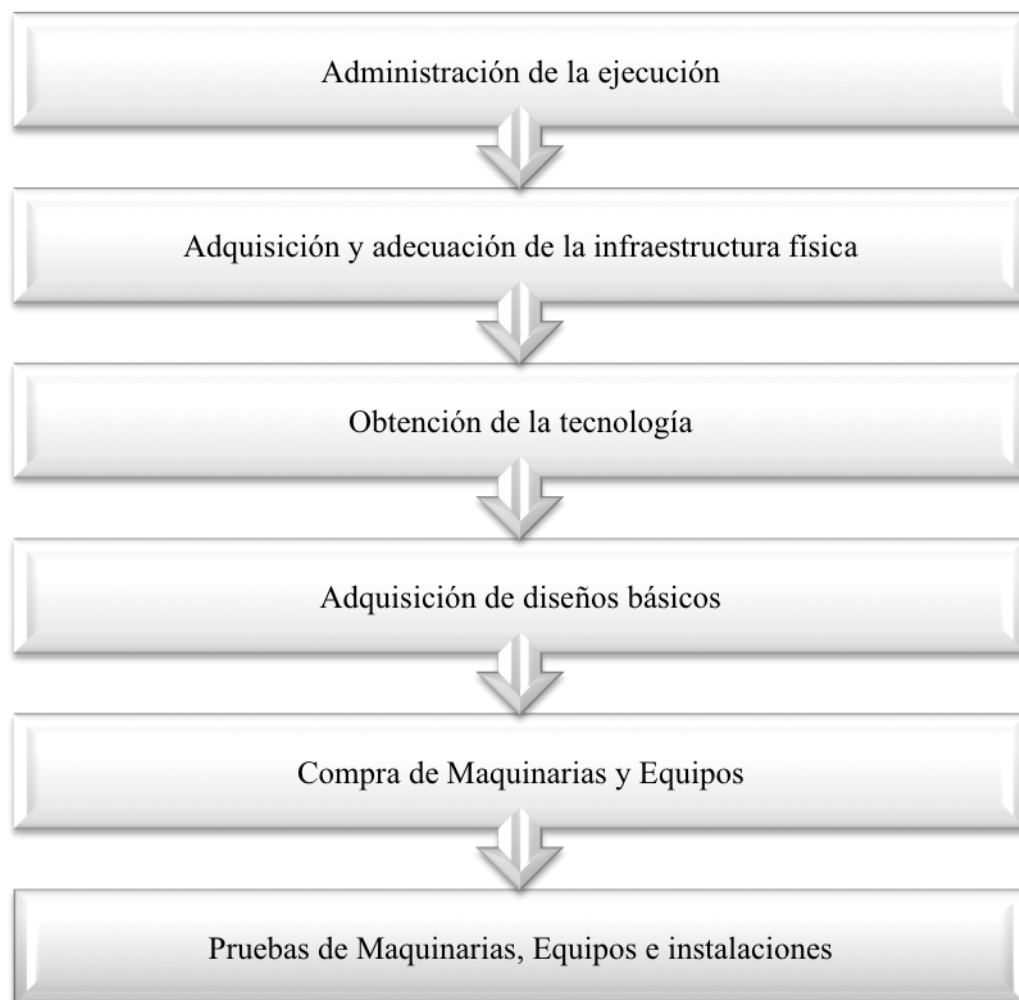 Administración de la ejecución
Adquisición y adecuación de la infraestructura física
Obtención de la tecnología
Adquisición de diseños básicos
Compra de Maquinarias y Equipos
Pruebas de Maquinarias, Equipos e instalaciones